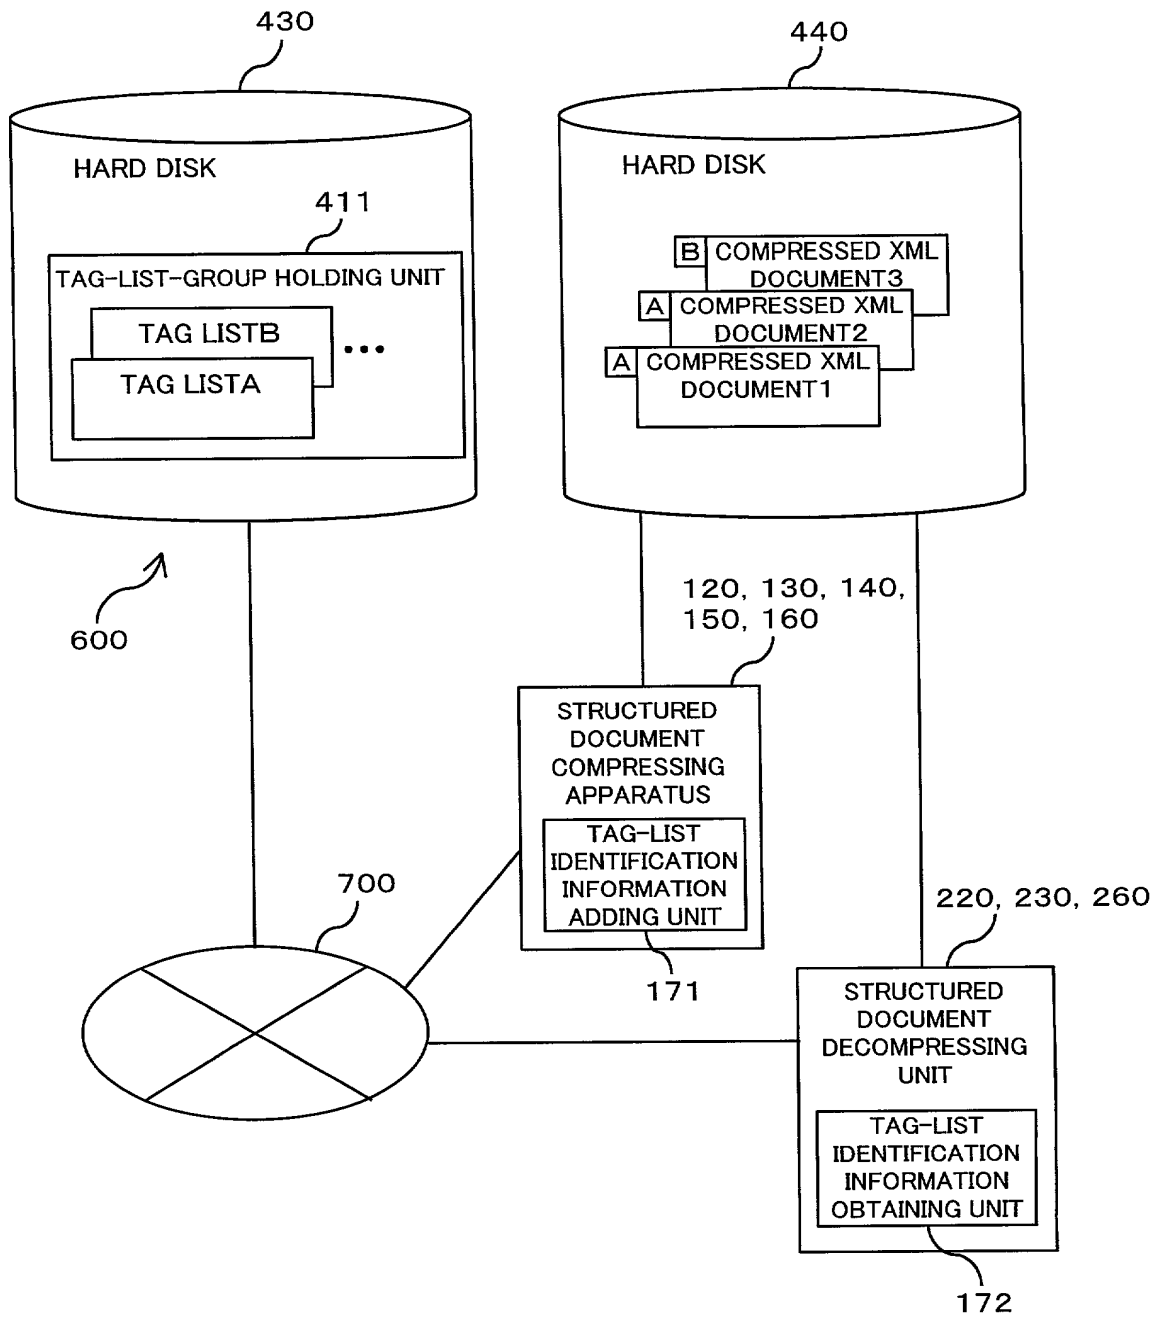 430
440
HARD DISK
411
TAG-LIST-GROUP HOLDING UNIT
TAG LISTB
TAG LISTA
•••
HARD DISK
B COMPRESSED XML
DOCUMENT3
A COMPRESSED XML
DOCUMENT2
A COMPRESSED XML
DOCUMENT1
600
120, 130, 140,
150, 160
STRUCTURED
DOCUMENT
COMPRESSING
APPARATUS
TAG-LIST
IDENTIFICATION
INFORMATION
ADDING UNIT
171
700
220, 230, 260
STRUCTURED
DOCUMENT
DECOMPRESSING
UNIT
TAG-LIST
IDENTIFICATION
INFORMATION
OBTAINING UNIT
172